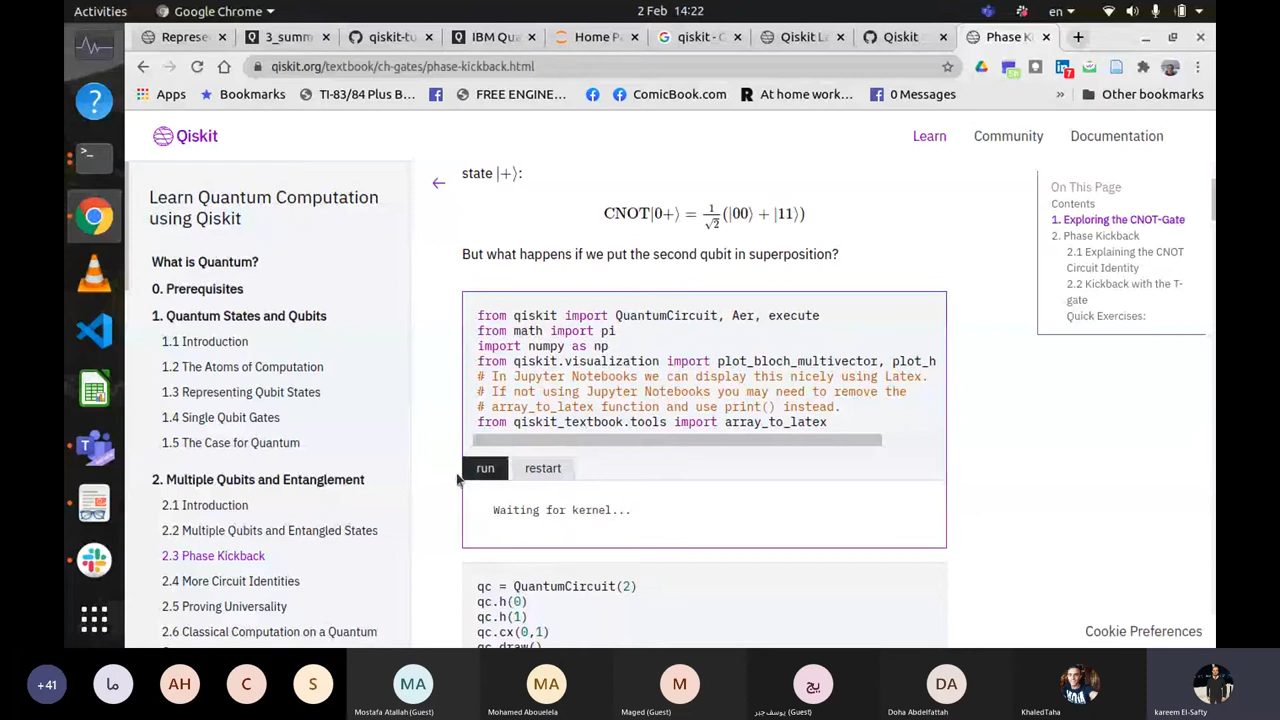 Activities
Google Chrome
2 Feb 14:22
en
Represe
3_summ
qiskit-tu
IBM Qu
Home P
qiskit - C
Qiskit L
Qiskit
Phase K
qiskit.org/textbook/ch-gates/phase-kickback.html
Apps
Bookmarks
TI-83/84 Plus B...
FREE ENGINE...
ComicBook.com
At home work...
0 Messages
»
Other bookmarks
Qiskit
Learn
Community
Documentation
Learn Quantum Computation
using Qiskit
What is Quantum?
0. Prerequisites
1. Quantum States and Qubits
1.1 Introduction
1.2 The Atoms of Computation
1.3 Representing Qubit States
1.4 Single Qubit Gates
1.5 The Case for Quantum
2. Multiple Qubits and Entanglement
2.1 Introduction
2.2 Multiple Qubits and Entangled States
2.3 Phase Kickback
2.4 More Circuit Identities
2.5 Proving Universality
2.6 Classical Computation on a Quantum
state |+⟩:
CNOT|0+⟩ = 1/√2(|00⟩ + |11⟩)
But what happens if we put the second qubit in superposition?
from qiskit import QuantumCircuit, Aer, execute
from math import pi
import numpy as np
from qiskit.visualization import plot_bloch_multivector, plot_h
# In Jupyter Notebooks we can display this nicely using Latex.
# If not using Jupyter Notebooks you may need to remove the
# array_to_latex function and use print() instead.
from qiskit_textbook.tools import array_to_latex
run
restart
Waiting for kernel...
qc = QuantumCircuit(2)
qc.h(0)
qc.h(1)
qc.cx(0,1)
qc.draw()
On This Page
Contents
1. Exploring the CNOT-Gate
2. Phase Kickback
2.1 Explaining the CNOT
Circuit Identity
2.2 Kickback with the T-
gate
Quick Exercises:
Cookie Preferences
+41
ما
AH
C
S
MA
Mostafa Atallah (Guest)
MA
Mohamed Abouelela
M
Maged (Guest)
يج
يوسف جبر (Guest)
DA
Doha Abdelfattah
KhaledTaha
kareem El-Safty